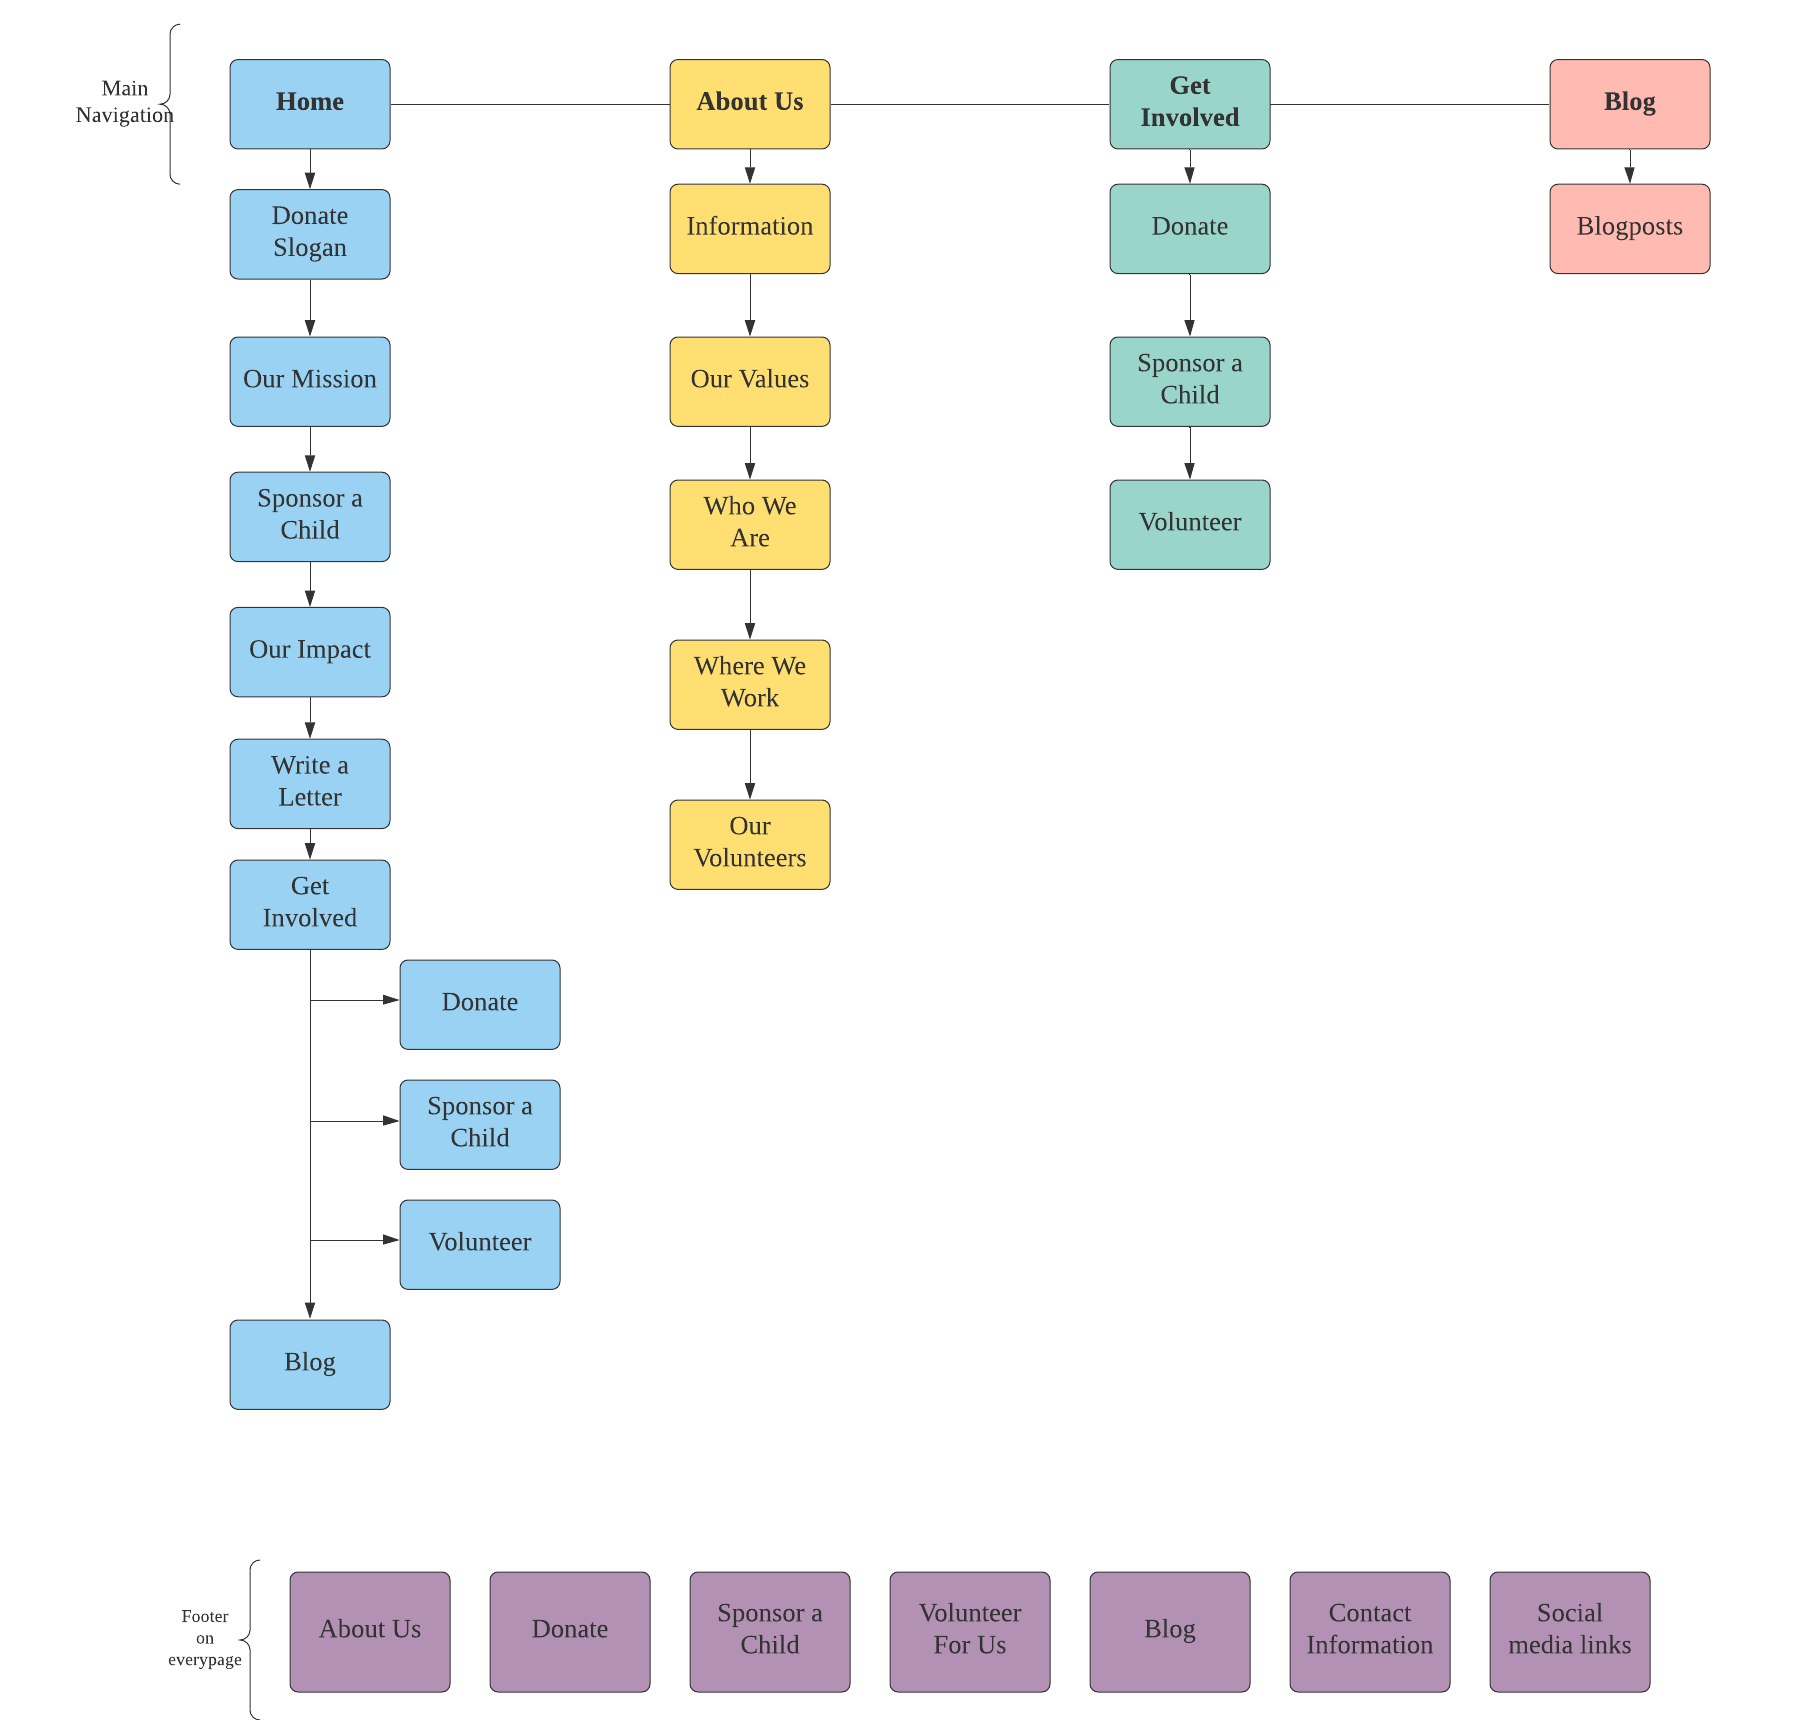 Main
Navigation
Home
About Us
Get
Involved
Blog
Donate
Slogan
Information
Donate
Blogposts
Our Mission
Our Values
Sponsor a
Child
Sponsor a
Child
Who We
Are
Volunteer
Our Impact
Where We
Work
Write a
Letter
Our
Volunteers
Get
Involved
Donate
Sponsor a
Child
Volunteer
Blog
Footer
on
everypage
About Us
Donate
Sponsor a
Child
Volunteer
For Us
Blog
Contact
Information
Social
media links